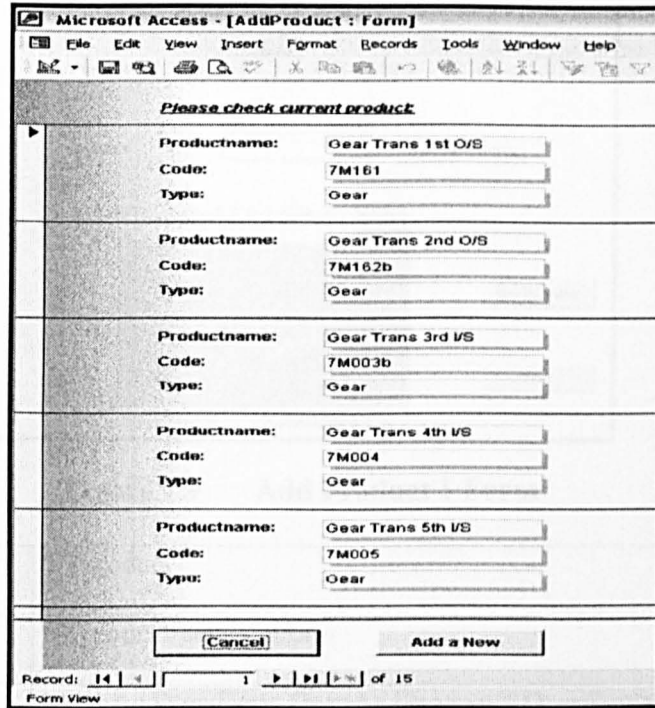 Microsoft Access - [AddProduct : Form]
File Edit View Insert Format Records Tools Window Help
Please check current product:
Productname: Gear Trans 1st O/S
Code: 7M161
Type: Gear
Productname: Gear Trans 2nd O/S
Code: 7M162b
Type: Gear
Productname: Gear Trans 3rd I/S
Code: 7M003b
Type: Gear
Productname: Gear Trans 4th I/S
Code: 7M004
Type: Gear
Productname: Gear Trans 5th I/S
Code: 7M005
Type: Gear
Cancel Add a New
Record: 1 of 15
Form View